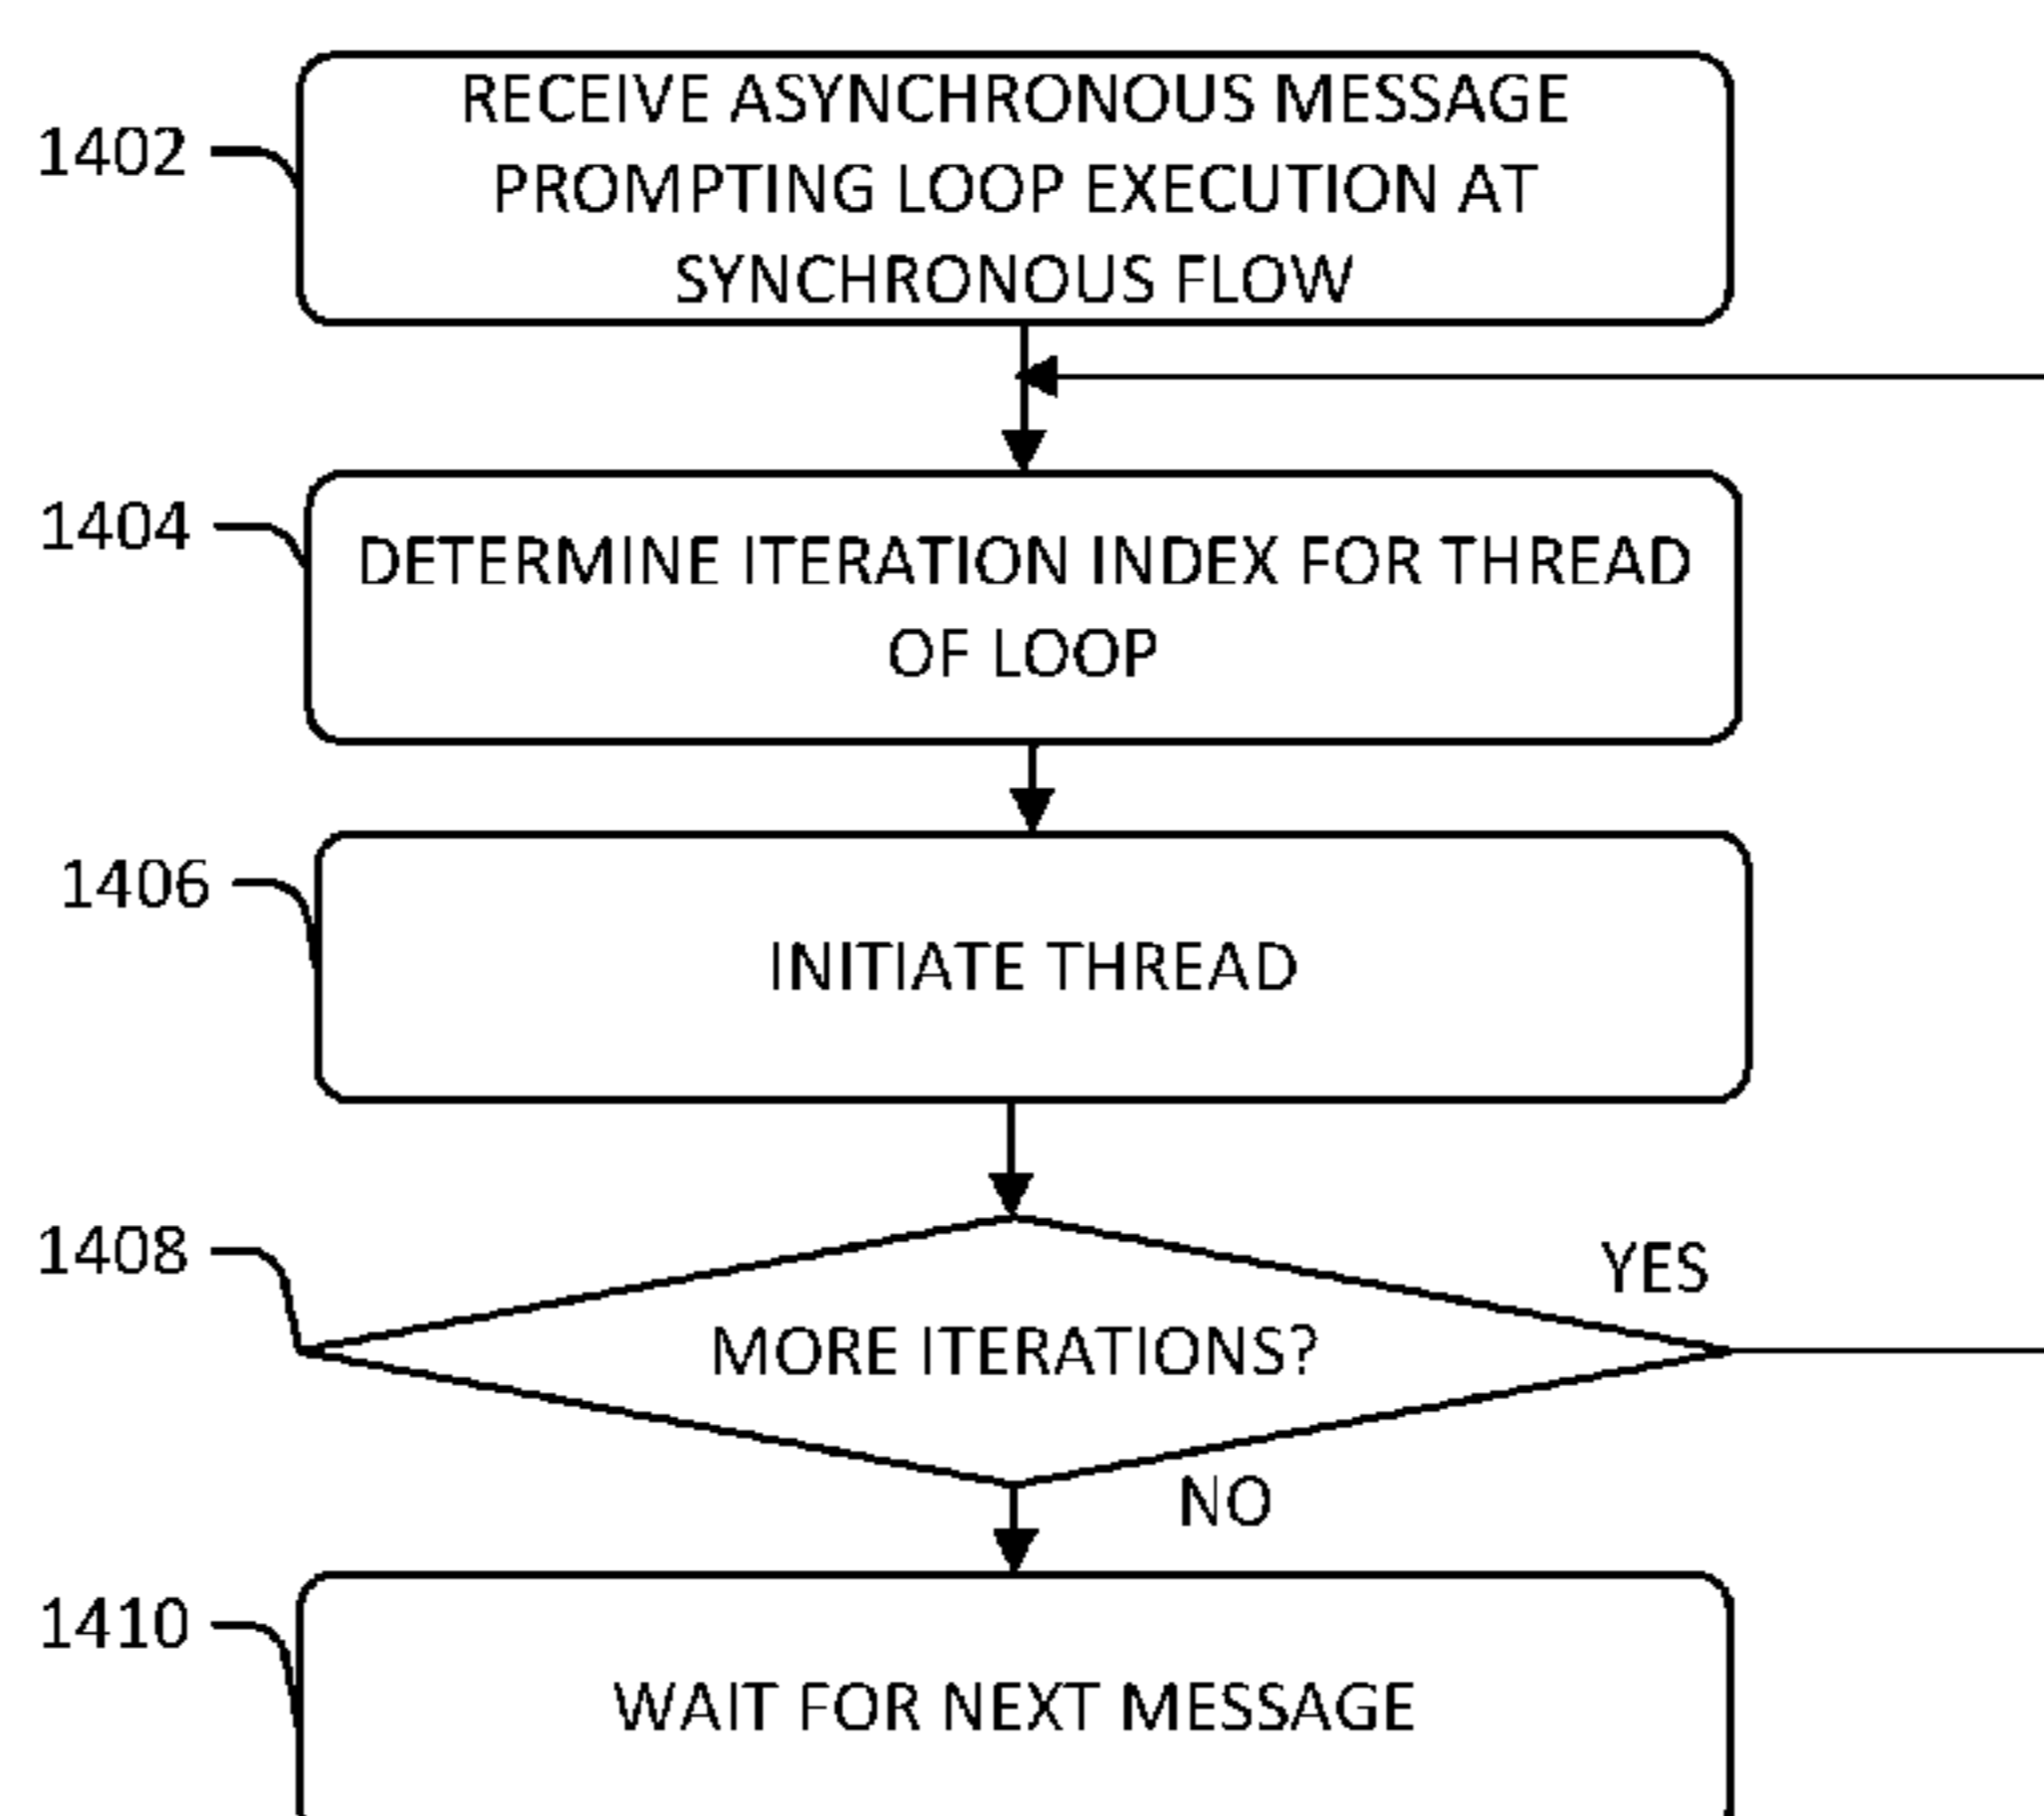 1402
RECEIVE ASYNCHRONOUS MESSAGE
PROMPTING LOOP EXECUTION AT
SYNCHRONOUS FLOW
1404
DETERMINE ITERATION INDEX FOR THREAD
OF LOOP
1406
INITIATE THREAD
1408
MORE ITERATIONS?
YES
NO
1410
WAIT FOR NEXT MESSAGE